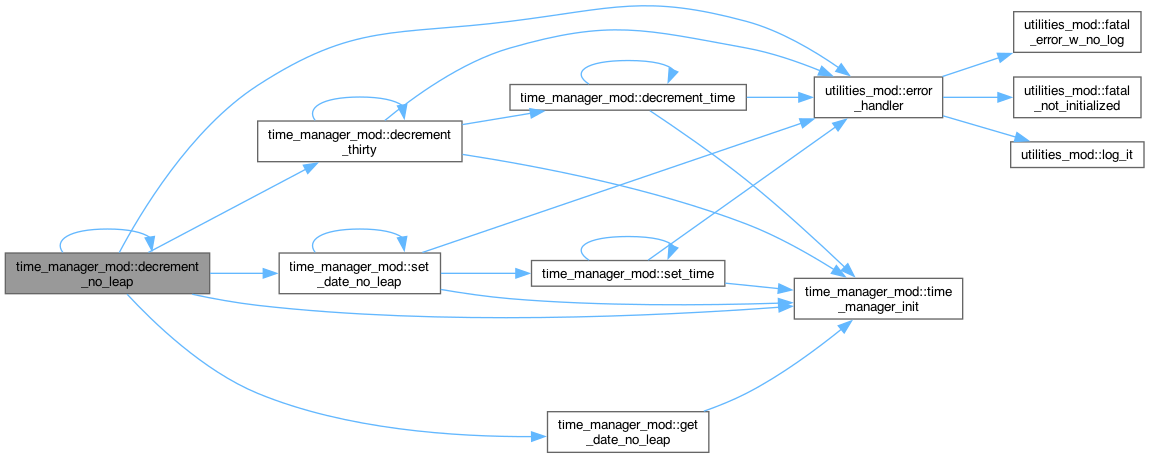 time_manager_mod::decrement
_no_leap
time_manager_mod::decrement
_thirty
time_manager_mod::set
_date_no_leap
time_manager_mod::decrement_time
time_manager_mod::set_time
time_manager_mod::get
_date_no_leap
utilities_mod::error
_handler
time_manager_mod::time
_manager_init
utilities_mod::fatal
_error_w_no_log
utilities_mod::fatal
_not_initialized
utilities_mod::log_it